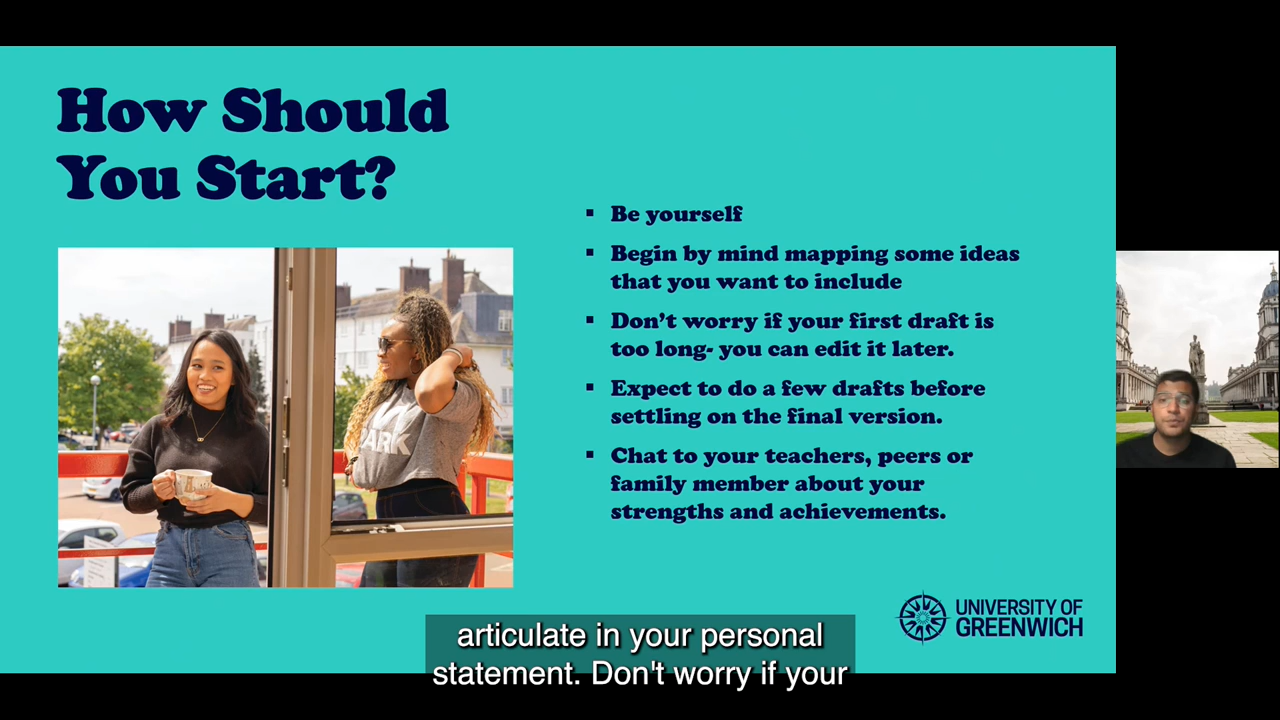 How Should
You Start?
▪ Be yourself
▪ Begin by mind mapping some ideas
that you want to include
▪ Don’t worry if your first draft is
too long- you can edit it later.
▪ Expect to do a few drafts before
settling on the final version.
▪ Chat to your teachers, peers or
family member about your
strengths and achievements.
UNIVERSITY OF
GREENWICH
articulate in your personal
statement. Don't worry if your